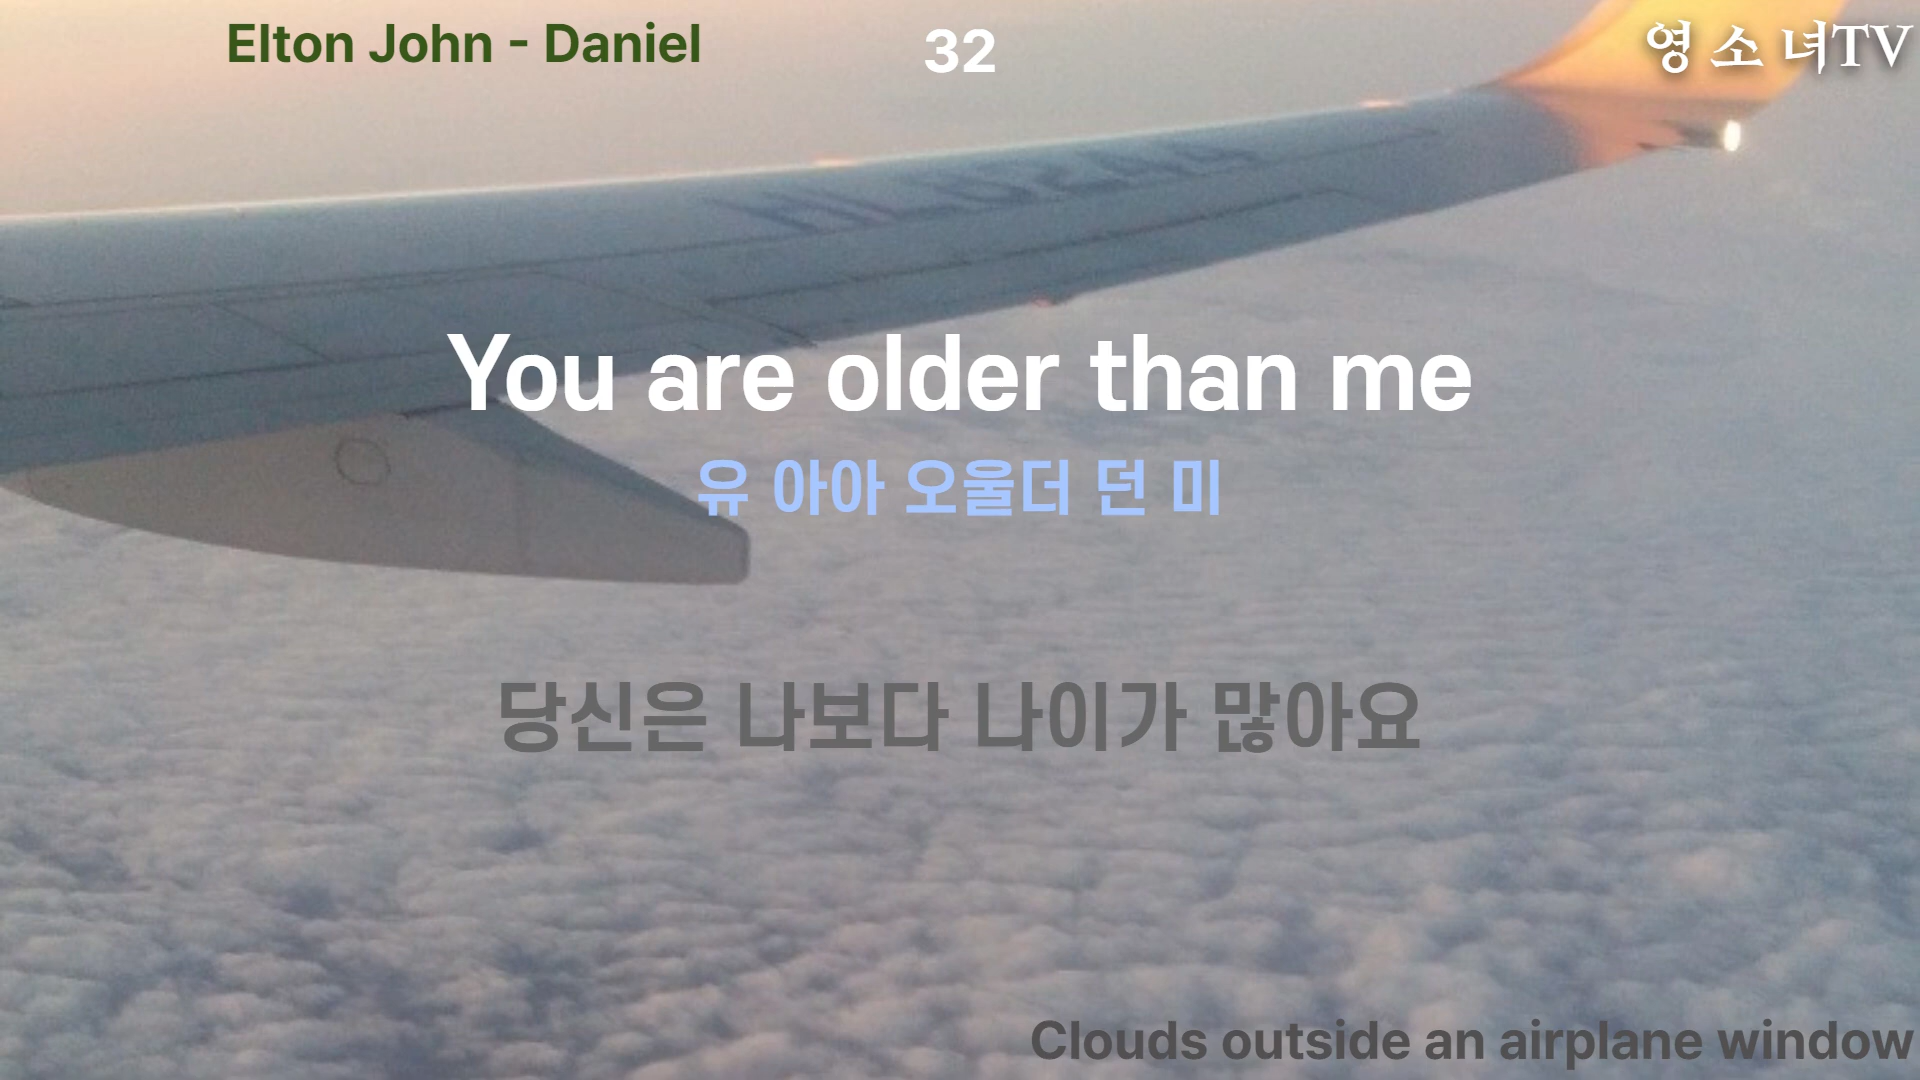 Elton John - Daniel
32
영 소 녀TV
You are older than me
유 아아 오울더 던 미
당신은 나보다 나이가 많아요
Clouds outside an airplane window